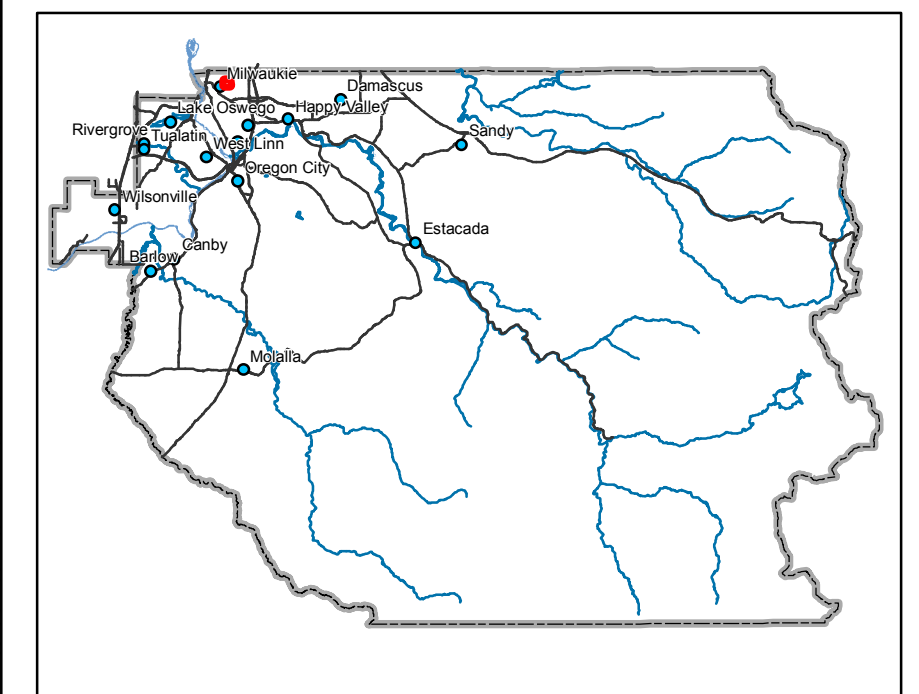 Milwaukie
Damascus
Lake Oswego
Happy Valley
Rivergrove
Tualatin
Sandy
West Linn
Oregon City
Wilsonville
Estacada
Canby
Barlow
Molalla